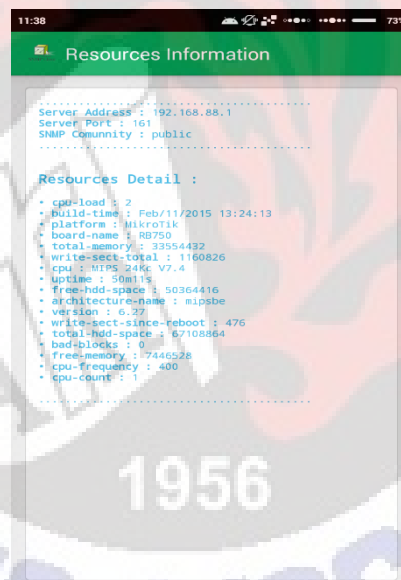 11:38
73%
Resources Information
........................................
Server Address : 192.168.88.1
Server Port : 161
SNMP Comunnity : public
........................................
Resources Detail :
• cpu-load : 2
• build-time : Feb/11/2015 13:24:13
• platform : MikroTik
• board-name : RB750
• total-memory : 33554432
• write-sect-total : 1160826
• cpu : MIPS 24Kc V7.4
• uptime : 50m11s
• free-hdd-space : 50364416
• architecture-name : mipsbe
• version : 6.27
• write-sect-since-reboot : 476
• total-hdd-space : 67108864
• bad-blocks : 0
• free-memory : 7446528
• cpu-frequency : 400
• cpu-count : 1
........................................
1956